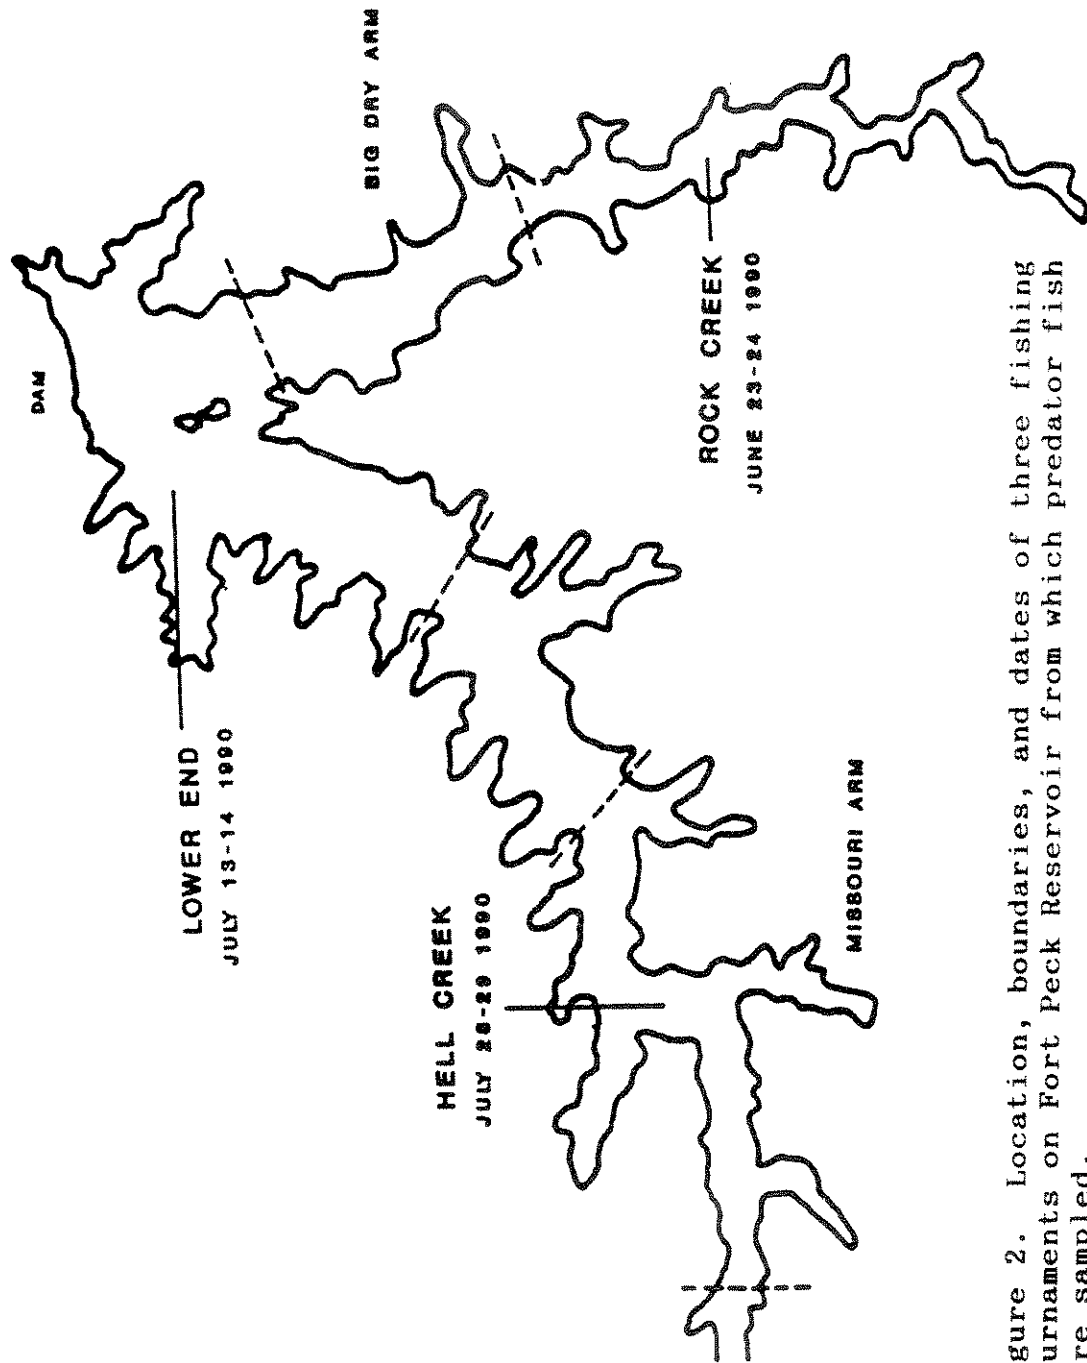 DAM
LOWER END
JULY 13-14 1990
BIG DRY ARM
HELL CREEK
JULY 28-29 1990
ROCK CREEK
JUNE 23-24 1990
MISSOURI ARM
gure 2. Location, boundaries, and dates of three fishing
urnaments on Fort Peck Reservoir from which predator fish
re sampled.